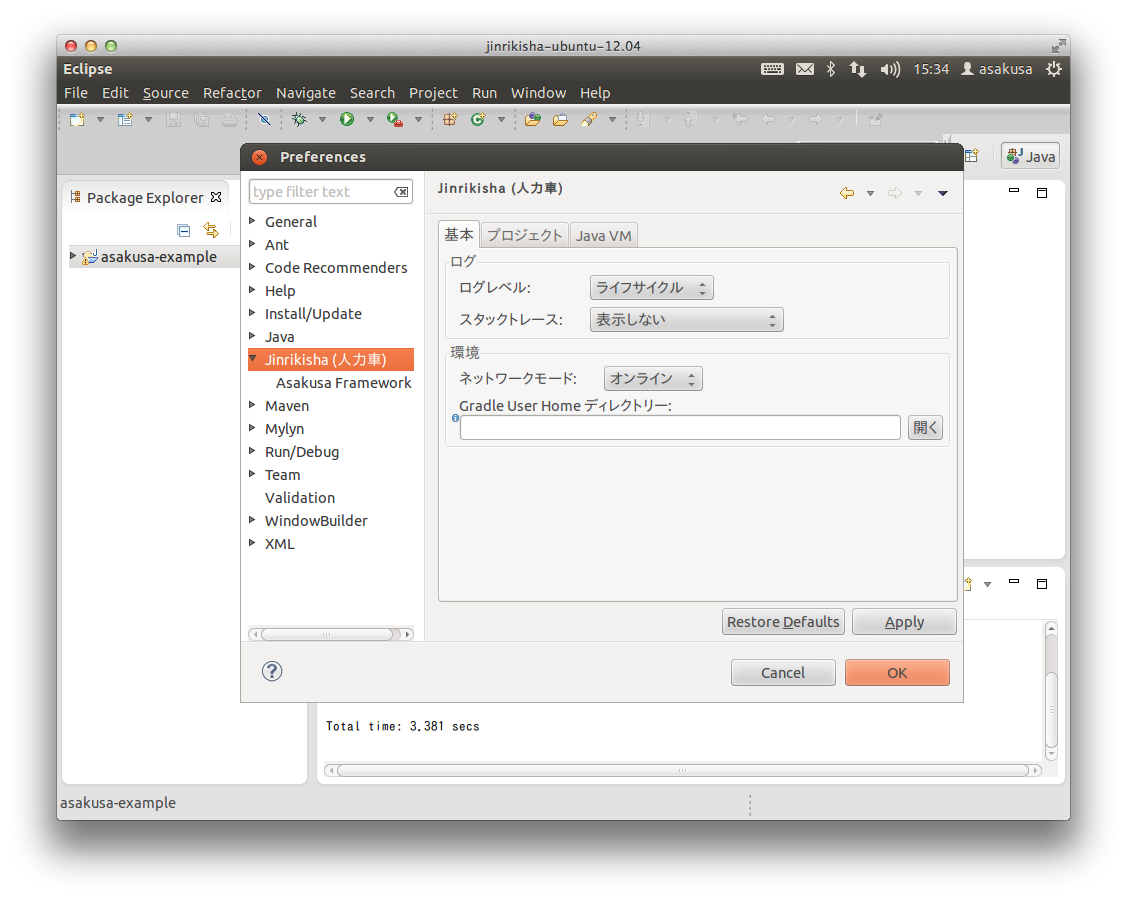 jinrikisha-ubuntu-12.04
Eclipse
15:34 asakusa
File Edit Source Refactor Navigate Search Project Run Window Help
Java
Package Explorer
asakusa-example
Preferences
type filter text
General
Ant
Code Recommenders
Help
Install/Update
Java
Jinrikisha (人力車)
Asakusa Framework
Maven
Mylyn
Run/Debug
Team
Validation
WindowBuilder
XML
Jinrikisha (人力車)
基本 プロジェクト Java VM
ログ
ログレベル: ライフサイクル
スタックトレース: 表示しない
環境
ネットワークモード: オンライン
Gradle User Home ディレクトリー:
開く
Restore Defaults Apply
Cancel OK
Total time: 3.381 secs
asakusa-example